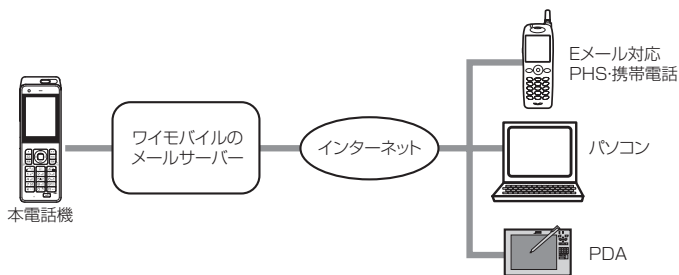 Eメール対応
PHS・携帯電話
ワイモバイルの
メールサーバー
インターネット
パソコン
本電話機
PDA